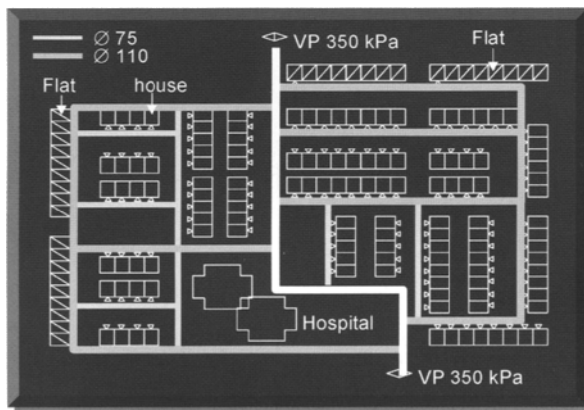 Ø 75
Ø 110
VP 350 kPa
Flat
Flat
house
Hospital
VP 350 kPa